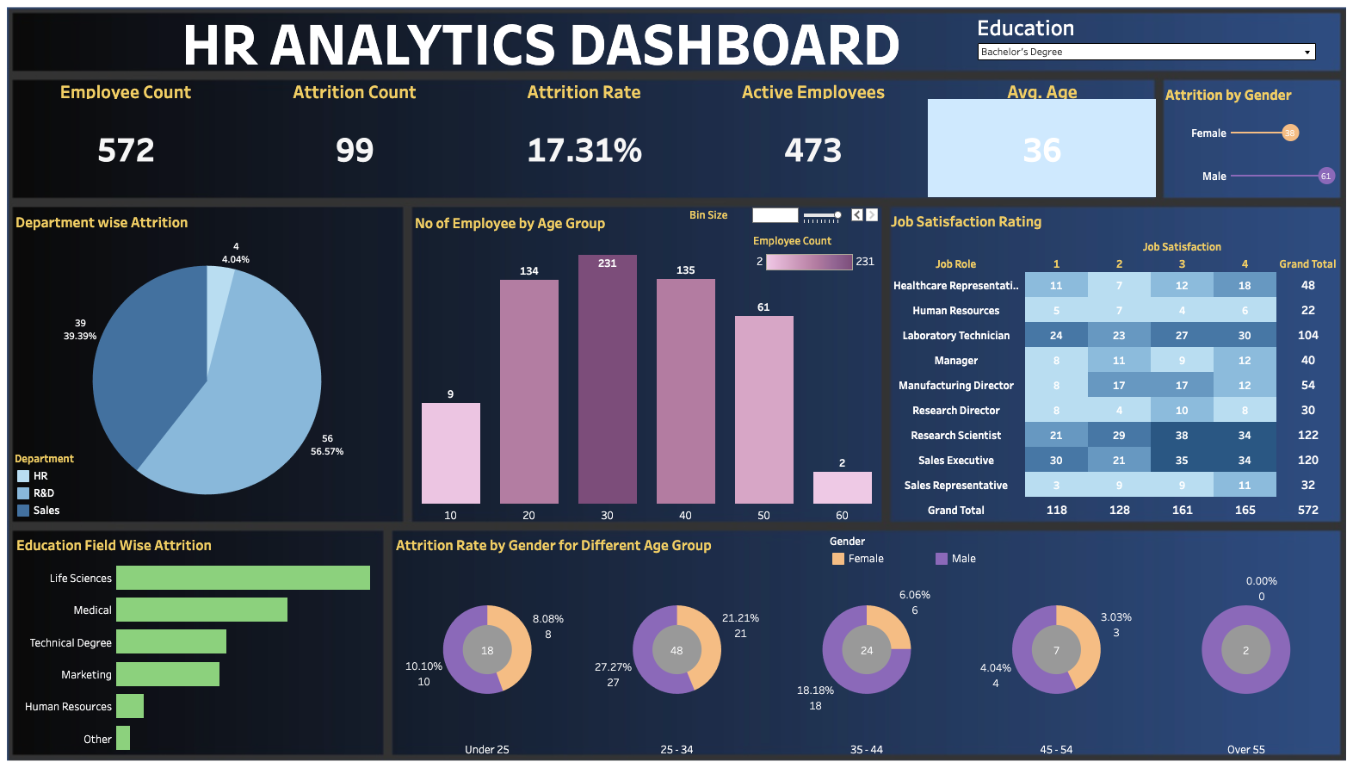 HR ANALYTICS DASHBOARD
Education
Bachelor's Degree
Employee Count
Attrition Count
Attrition Rate
Active Employees
Avg. Age
572
99
17.31%
473
36
Attrition by Gender
Female 38
Male 61
Department wise Attrition
4
4.04%
39
39.39%
56
56.57%
Department
HR
R&D
Sales
No of Employee by Age Group
Bin Size
Employee Count
2 231
9
134
231
135
61
2
10 20 30 40 50 60
Job Satisfaction Rating
Job Satisfaction
Job Role 1 2 3 4 Grand Total
Healthcare Representati.. 11 7 12 18 48
Human Resources 5 7 4 6 22
Laboratory Technician 24 23 27 30 104
Manager 8 11 9 12 40
Manufacturing Director 8 17 17 12 54
Research Director 8 4 10 8 30
Research Scientist 21 29 38 34 122
Sales Executive 30 21 35 34 120
Sales Representative 3 9 9 11 32
Grand Total 118 128 161 165 572
Education Field Wise Attrition
Life Sciences
Medical
Technical Degree
Marketing
Human Resources
Other
Attrition Rate by Gender for Different Age Group
Gender
Female
Male
8.08%
8
18
10.10%
10
Under 25
21.21%
21
48
27.27%
27
25 - 34
6.06%
6
24
18.18%
18
35 - 44
3.03%
3
7
4.04%
4
45 - 54
0.00%
0
2
Over 55